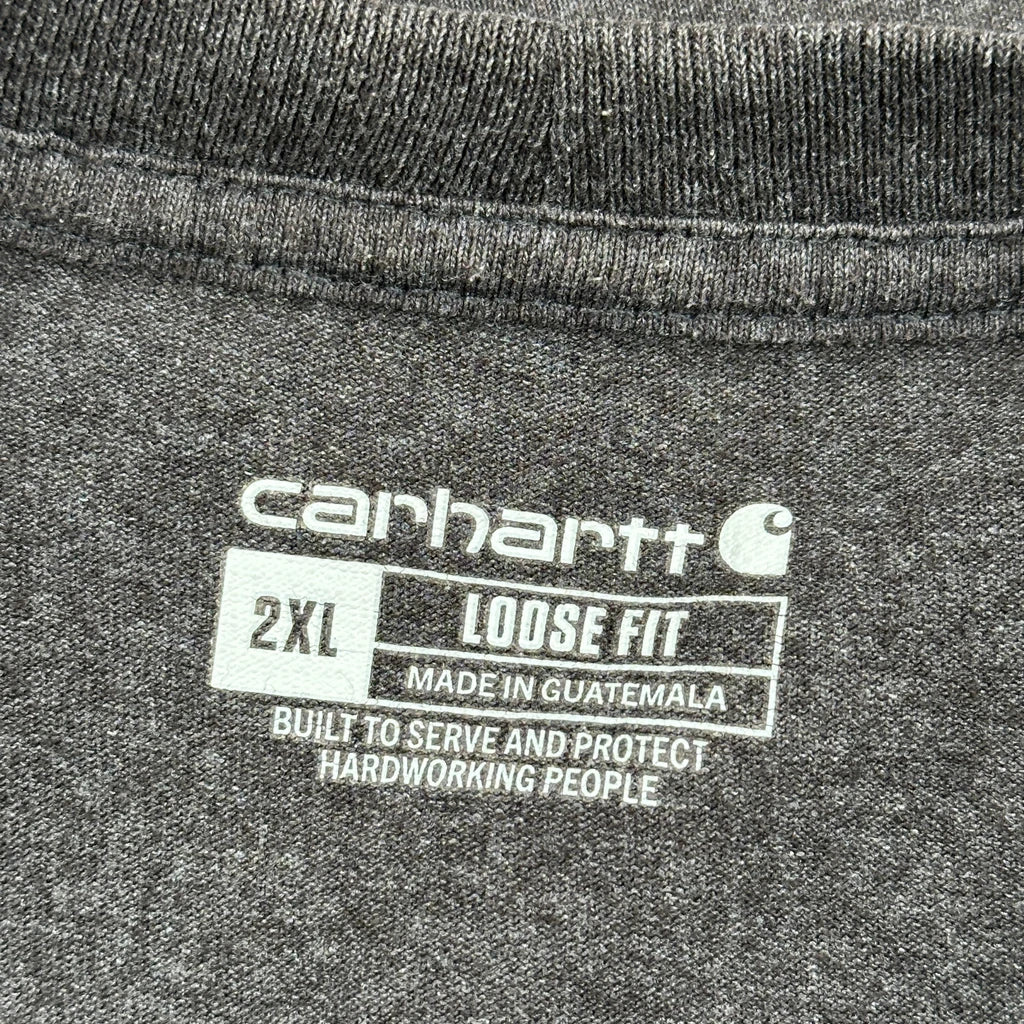 carhartt
2XL
LOOSE FIT
MADE IN GUATEMALA
BUILT TO SERVE AND PROTECT
HARDWORKING PEOPLE